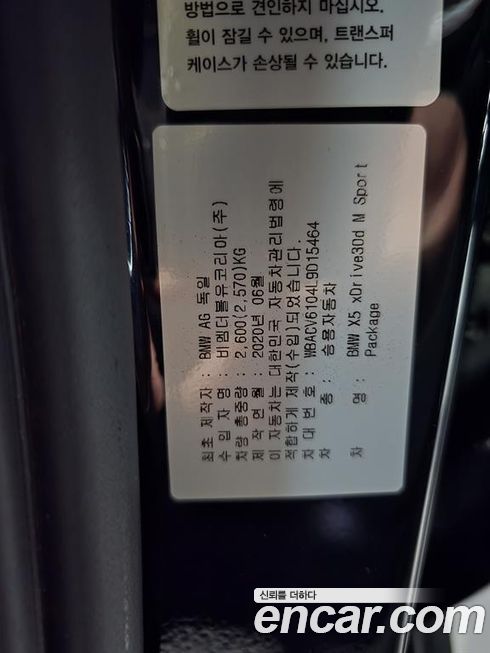 방법으로 견인하지 마십시오.
휠이 잠길 수 있으며, 트랜스퍼
케이스가 손상될 수 있습니다.
최초 제작자 : BMW AG 독일
수 입 자 명 : 비엠더블유코리아(주)
차량 총중량 : 2,600(2,570)KG
제 작 연 월 : 2020년 06월
이 자동차는 대한민국 자동차관리법령에
적합하게 제작(수입)되었습니다.
차 대 번 호 : WBACV6104L9D15464
차 종 : 승용자동차
차 명 : BMW X5 xDrive30d M Sport
Package
신뢰를 더하다
encar.com